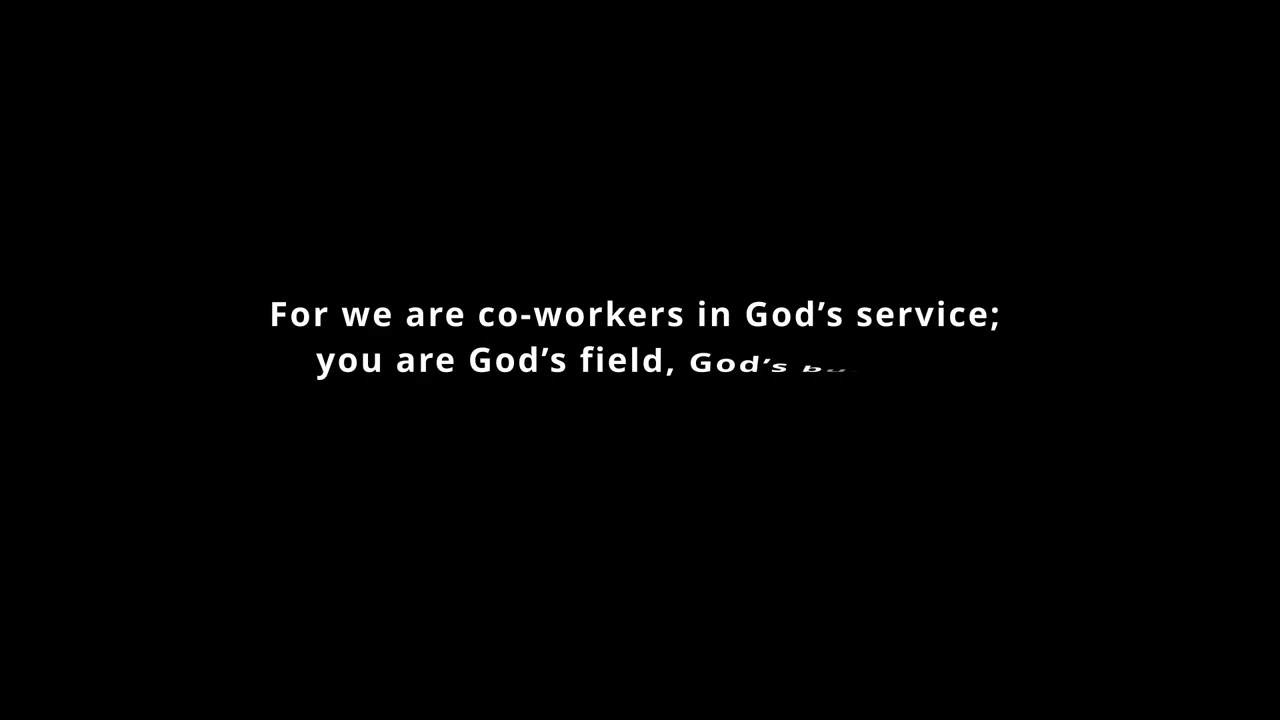 For we are co-workers in God’s service;
you are God’s field, God’s